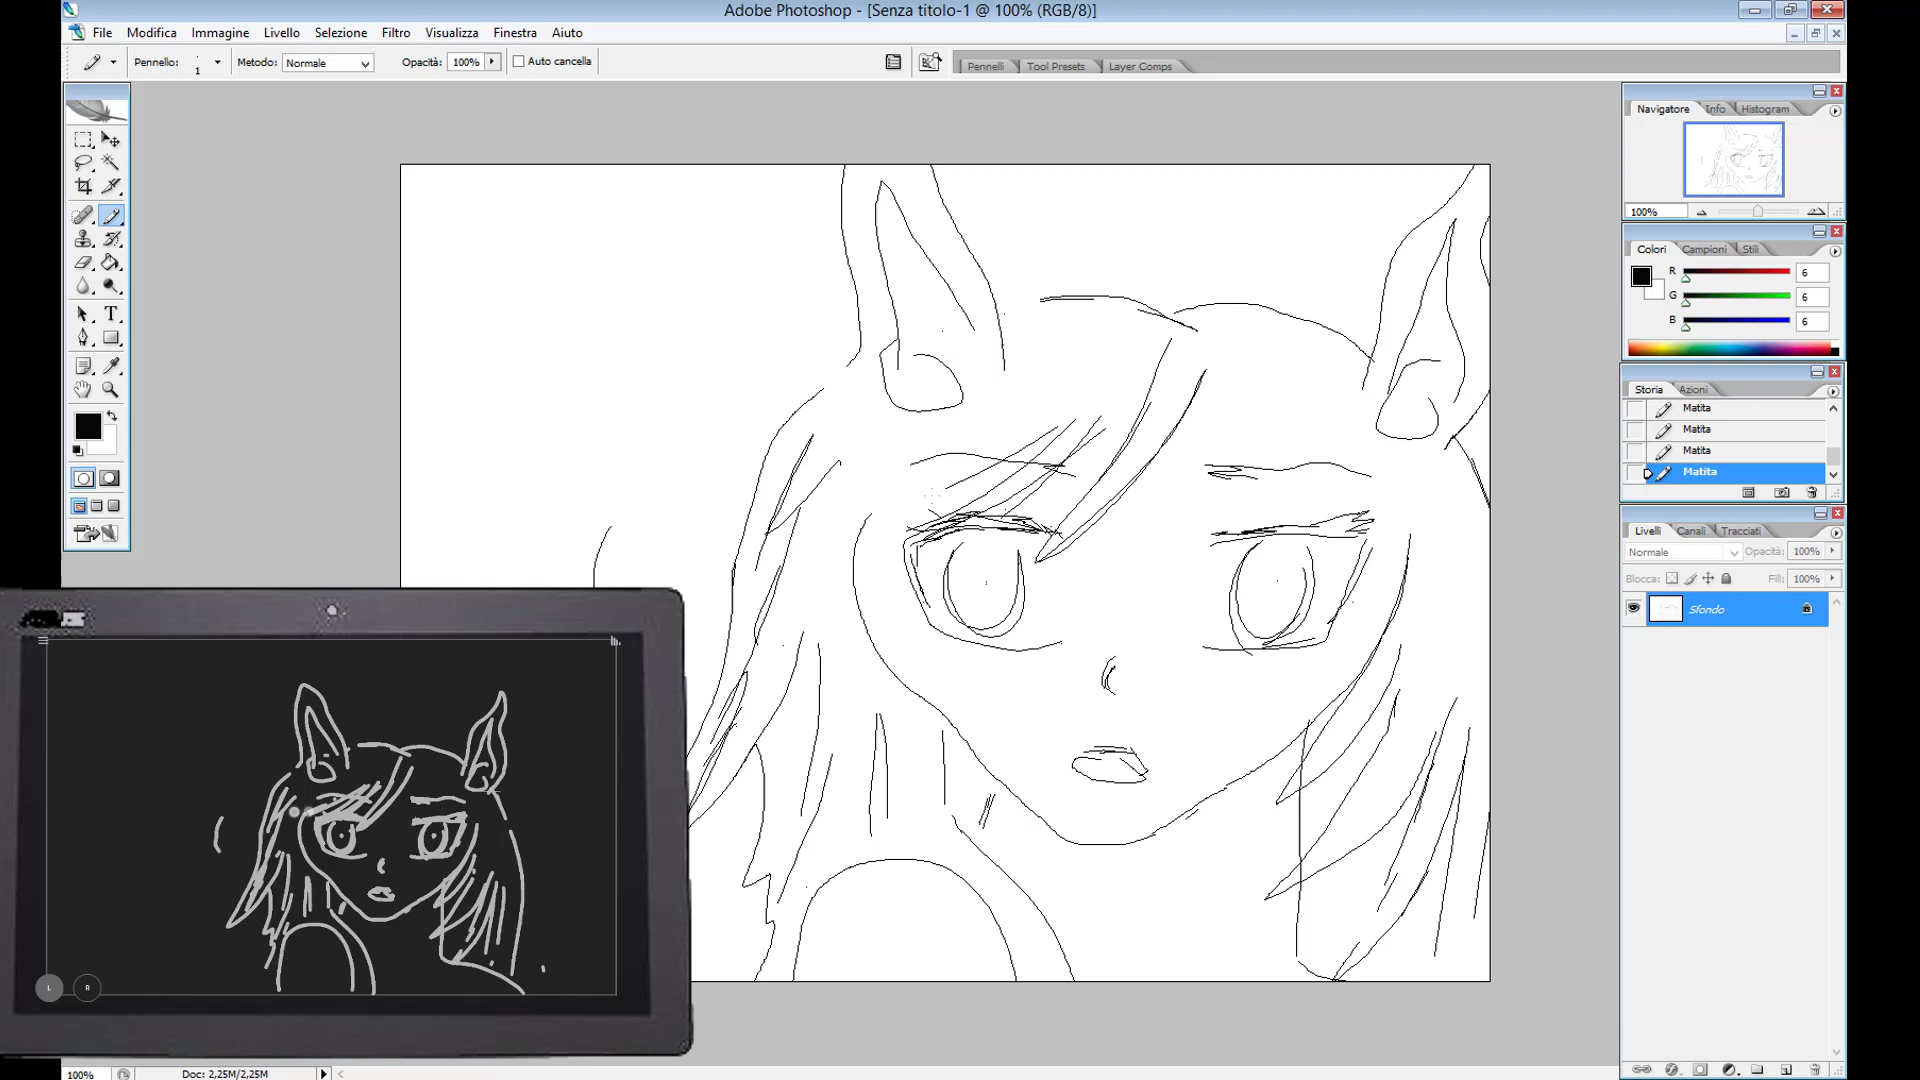 Adobe Photoshop - [Senza titolo-1 @ 100% (RGB/8)]
File Modifica Immagine Livello Selezione Filtro Visualizza Finestra Aiuto
Pennello: 1 Metodo: Normale Opacità: 100% Auto cancella
Pennelli Tool Presets Layer Comps
Navigatore Info Histogram
100%
Colori Campioni Stili
R 6
G 6
B 6
Storia Azioni
Matita
Matita
Matita
Matita
Livelli Canali Tracciati
Normale Opacità: 100%
Blocca: Fill: 100%
Sfondo
T
L R
100% Doc: 2,25M/2,25M